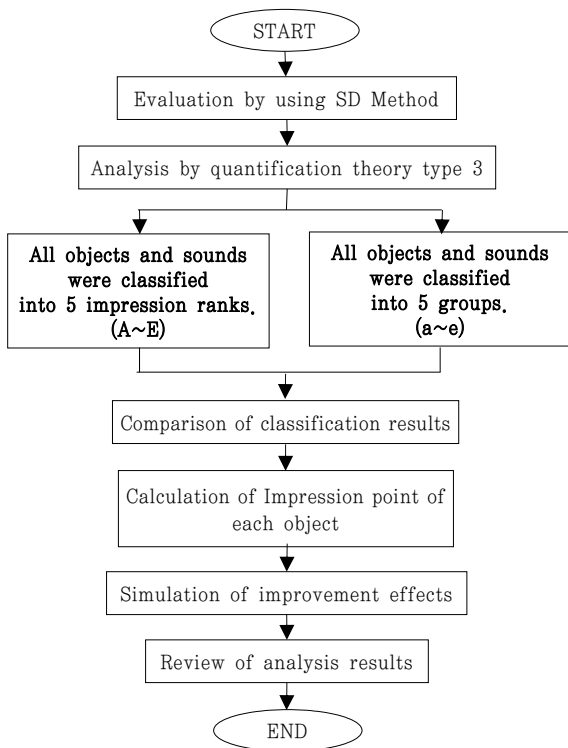 START
Evaluation by using SD Method
Analysis by quantification theory type 3
All objects and sounds
were classified
into 5 impression ranks.
(A~E)
All objects and sounds
were classified
into 5 groups.
(a~e)
Comparison of classification results
Calculation of Impression point of
each object
Simulation of improvement effects
Review of analysis results
END